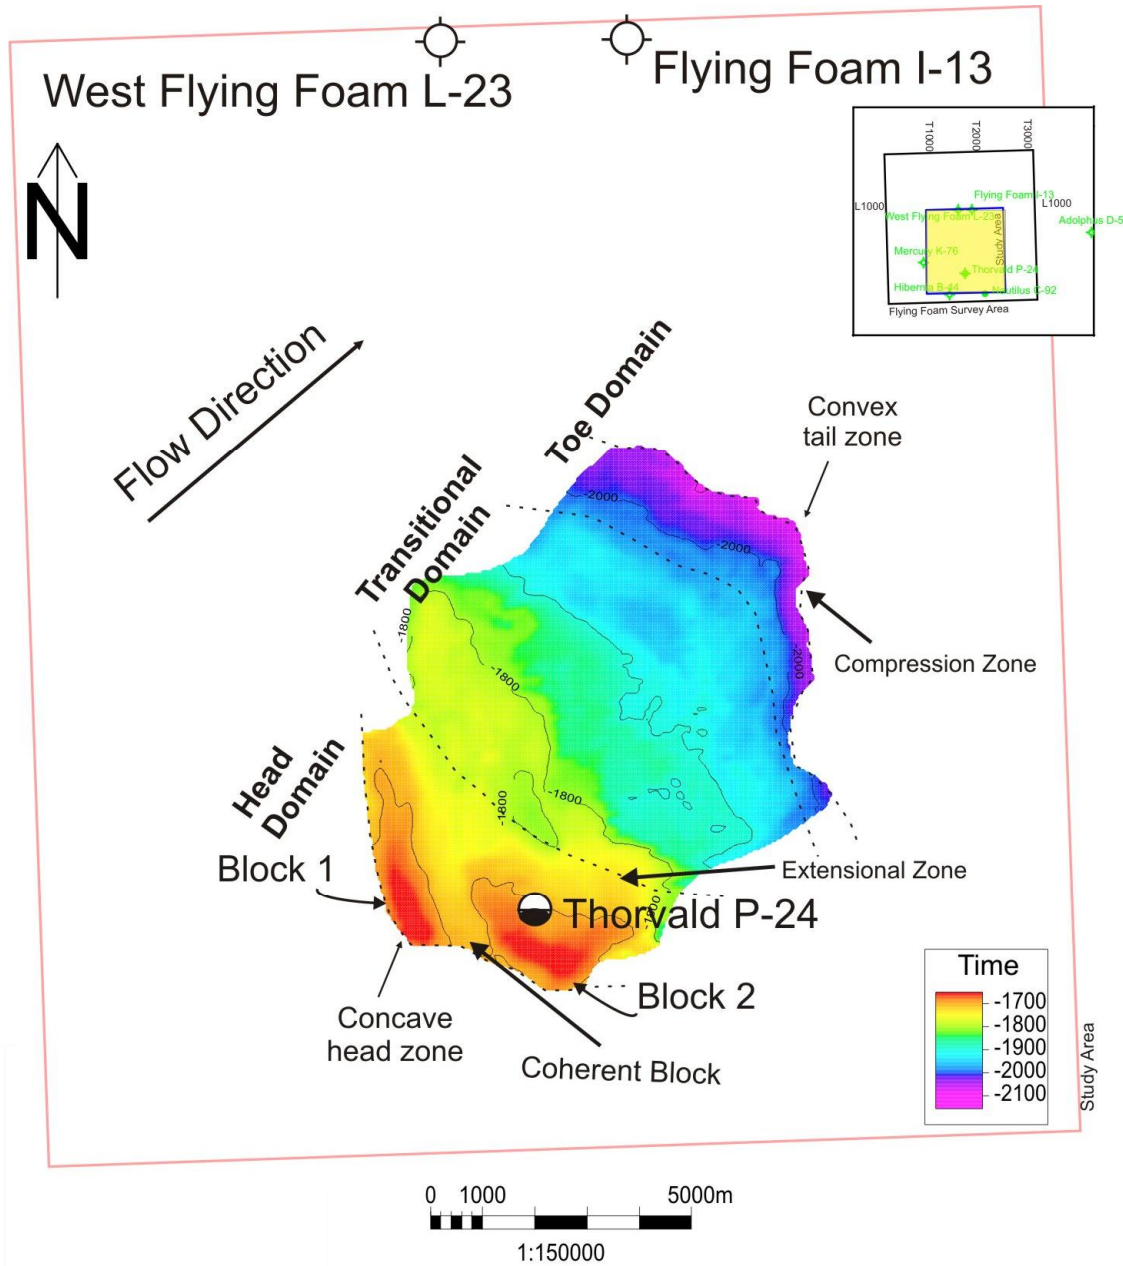 West Flying Foam L-23
Flying Foam I-13
N
T1000
T2000
T3000
Flying Foam I-13
L1000
L1000
West Flying Foam L-23
Adolphus D-5
Study Area
Mercury K-76
Thorvald P-24
Hibernia B-44
Nautilus C-92
Flying Foam Survey Area
Flow Direction
Toe Domain
Convex
tail zone
Transitional
Domain
-2000
-2000
-1800
Compression Zone
-2000
-1800
Head
Domain
-1800
-1800
Block 1
Extensional Zone
Thorvald P-24
Block 2
Concave
head zone
Coherent Block
Time
-1700
-1800
-1900
-2000
-2100
Study Area
0 1000 5000m
1:150000